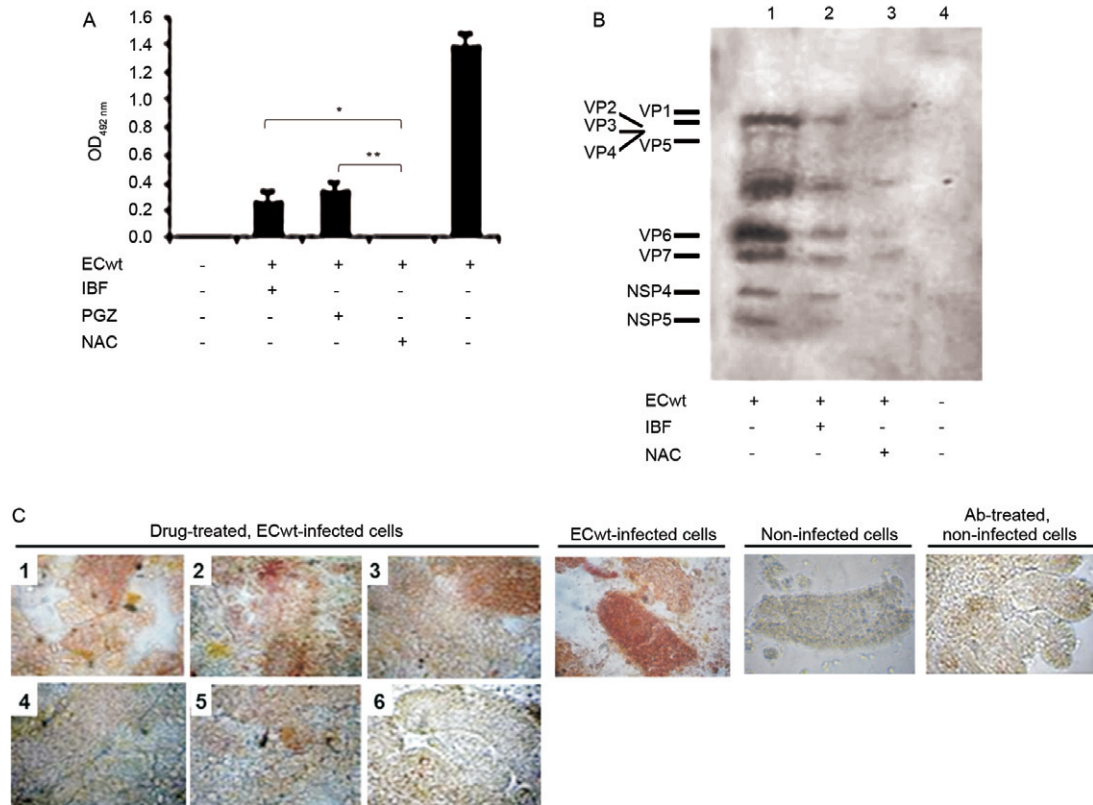 A
1.6
1.4
1.2
1.0
0.8
0.6
0.4
0.2
0.0
OD492 nm
*
**
ECwt - + + + +
IBF - + - - -
PGZ - - + - -
NAC - - - + -
B
1 2 3 4
VP2 VP1
VP3
VP4 VP5
VP6
VP7
NSP4
NSP5
ECwt + + + -
IBF - + - -
NAC - - + -
C
Drug-treated, ECwt-infected cells
ECwt-infected cells
Non-infected cells
Ab-treated,
non-infected cells
1 2 3
4 5 6